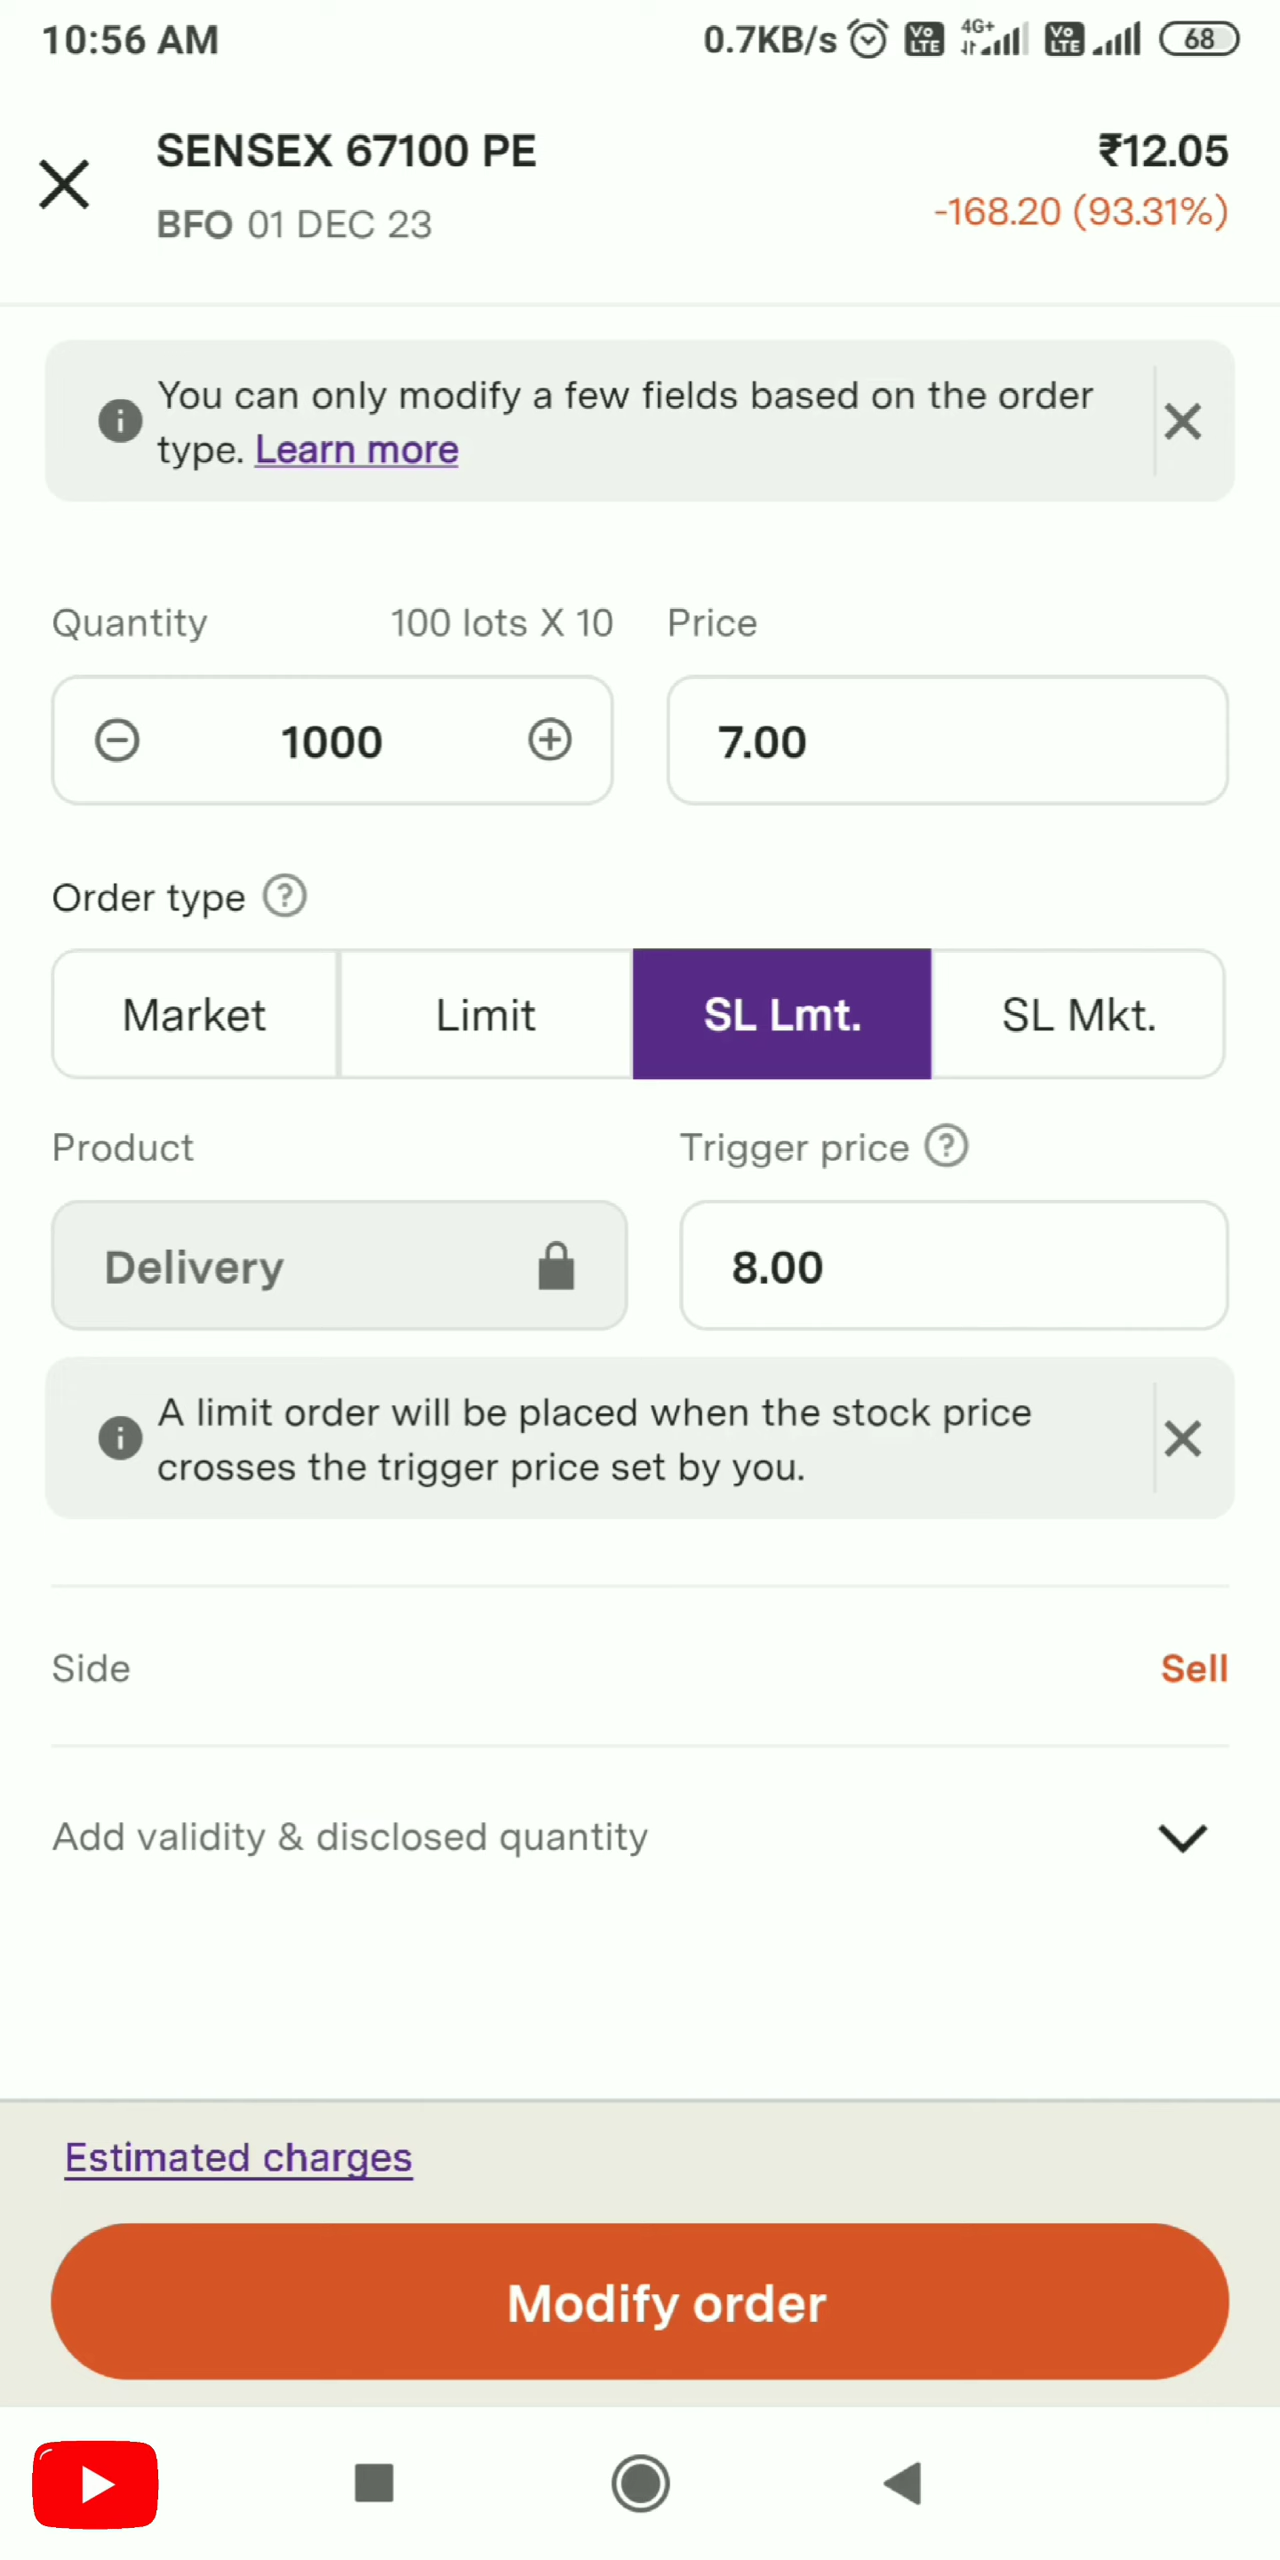 10:56 AM 0.7KB/s Vo LTE 4G+ Vo LTE 68
SENSEX 67100 PE ₹12.05
BFO 01 DEC 23 -168.20 (93.31%)
You can only modify a few fields based on the order
type. Learn more
Quantity 100 lots X 10 Price
1000 7.00
Order type
Market Limit SL Lmt. SL Mkt.
Product Trigger price
Delivery 8.00
A limit order will be placed when the stock price
crosses the trigger price set by you.
Side Sell
Add validity & disclosed quantity
Estimated charges
Modify order